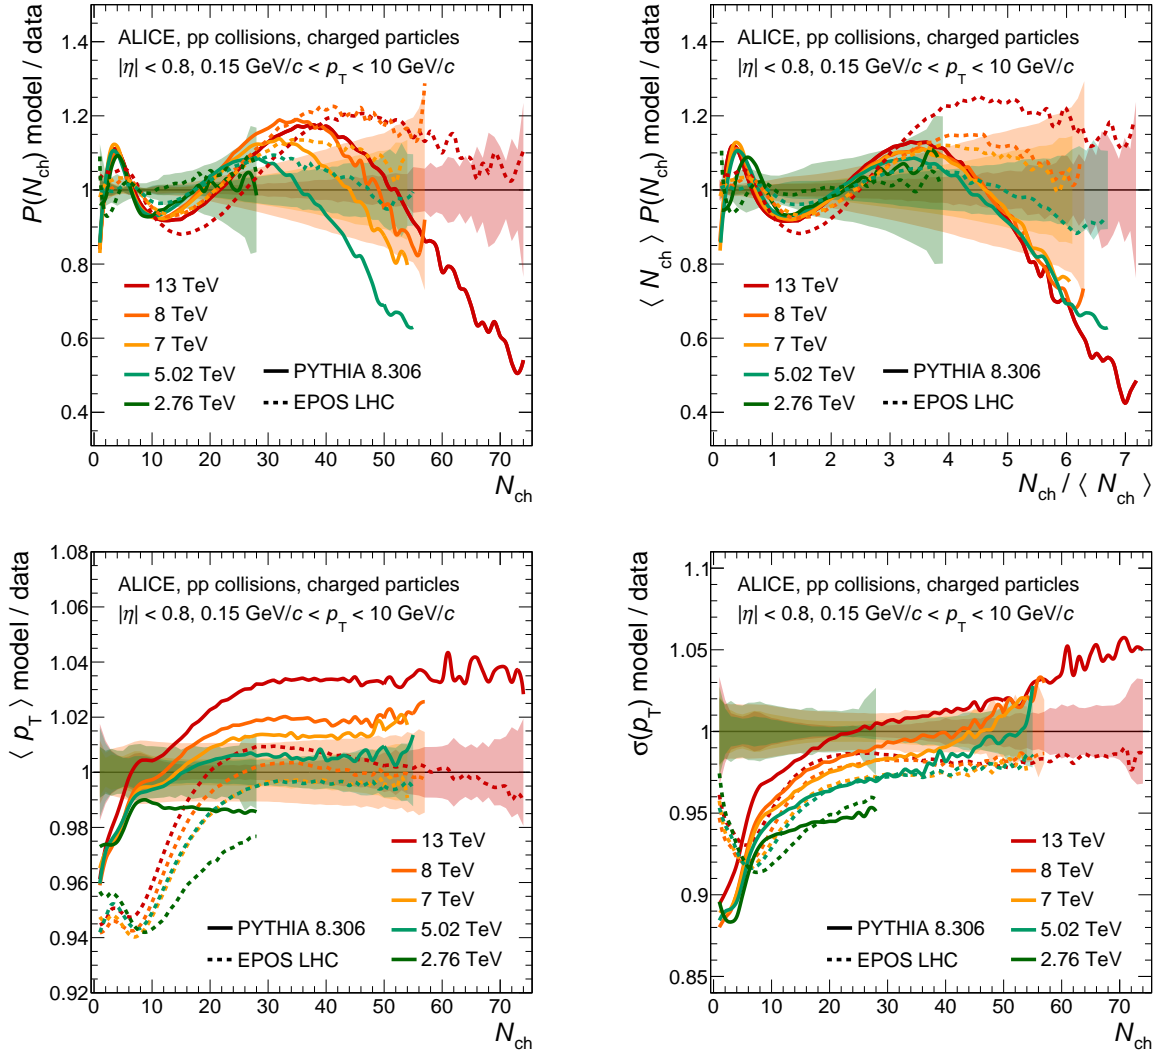 P(Nch) model / data
1.4
1.2
1
0.8
0.6
0.4
ALICE, pp collisions, charged particles
|η| < 0.8, 0.15 GeV/c < pT < 10 GeV/c
13 TeV
8 TeV
7 TeV
5.02 TeV
2.76 TeV
PYTHIA 8.306
EPOS LHC
0 10 20 30 40 50 60 70
Nch
⟨ Nch ⟩ P(Nch) model / data
1.4
1.2
1
0.8
0.6
0.4
ALICE, pp collisions, charged particles
|η| < 0.8, 0.15 GeV/c < pT < 10 GeV/c
13 TeV
8 TeV
7 TeV
5.02 TeV
2.76 TeV
PYTHIA 8.306
EPOS LHC
0 1 2 3 4 5 6 7
Nch / ⟨ Nch ⟩
⟨ pT ⟩ model / data
1.08
1.06
1.04
1.02
1
0.98
0.96
0.94
0.92
ALICE, pp collisions, charged particles
|η| < 0.8, 0.15 GeV/c < pT < 10 GeV/c
13 TeV
8 TeV
7 TeV
5.02 TeV
2.76 TeV
PYTHIA 8.306
EPOS LHC
0 10 20 30 40 50 60 70
Nch
σ(pT) model / data
1.1
1.05
1
0.95
0.9
0.85
ALICE, pp collisions, charged particles
|η| < 0.8, 0.15 GeV/c < pT < 10 GeV/c
13 TeV
8 TeV
7 TeV
5.02 TeV
2.76 TeV
PYTHIA 8.306
EPOS LHC
0 10 20 30 40 50 60 70
Nch